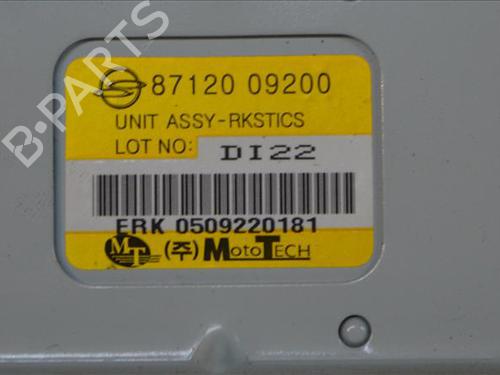 87120 09200
UNIT ASSY-RKSTICS
LOT NO: DI22
ERK 0509220181
MT (주) MOTOTECH
B-PARTS